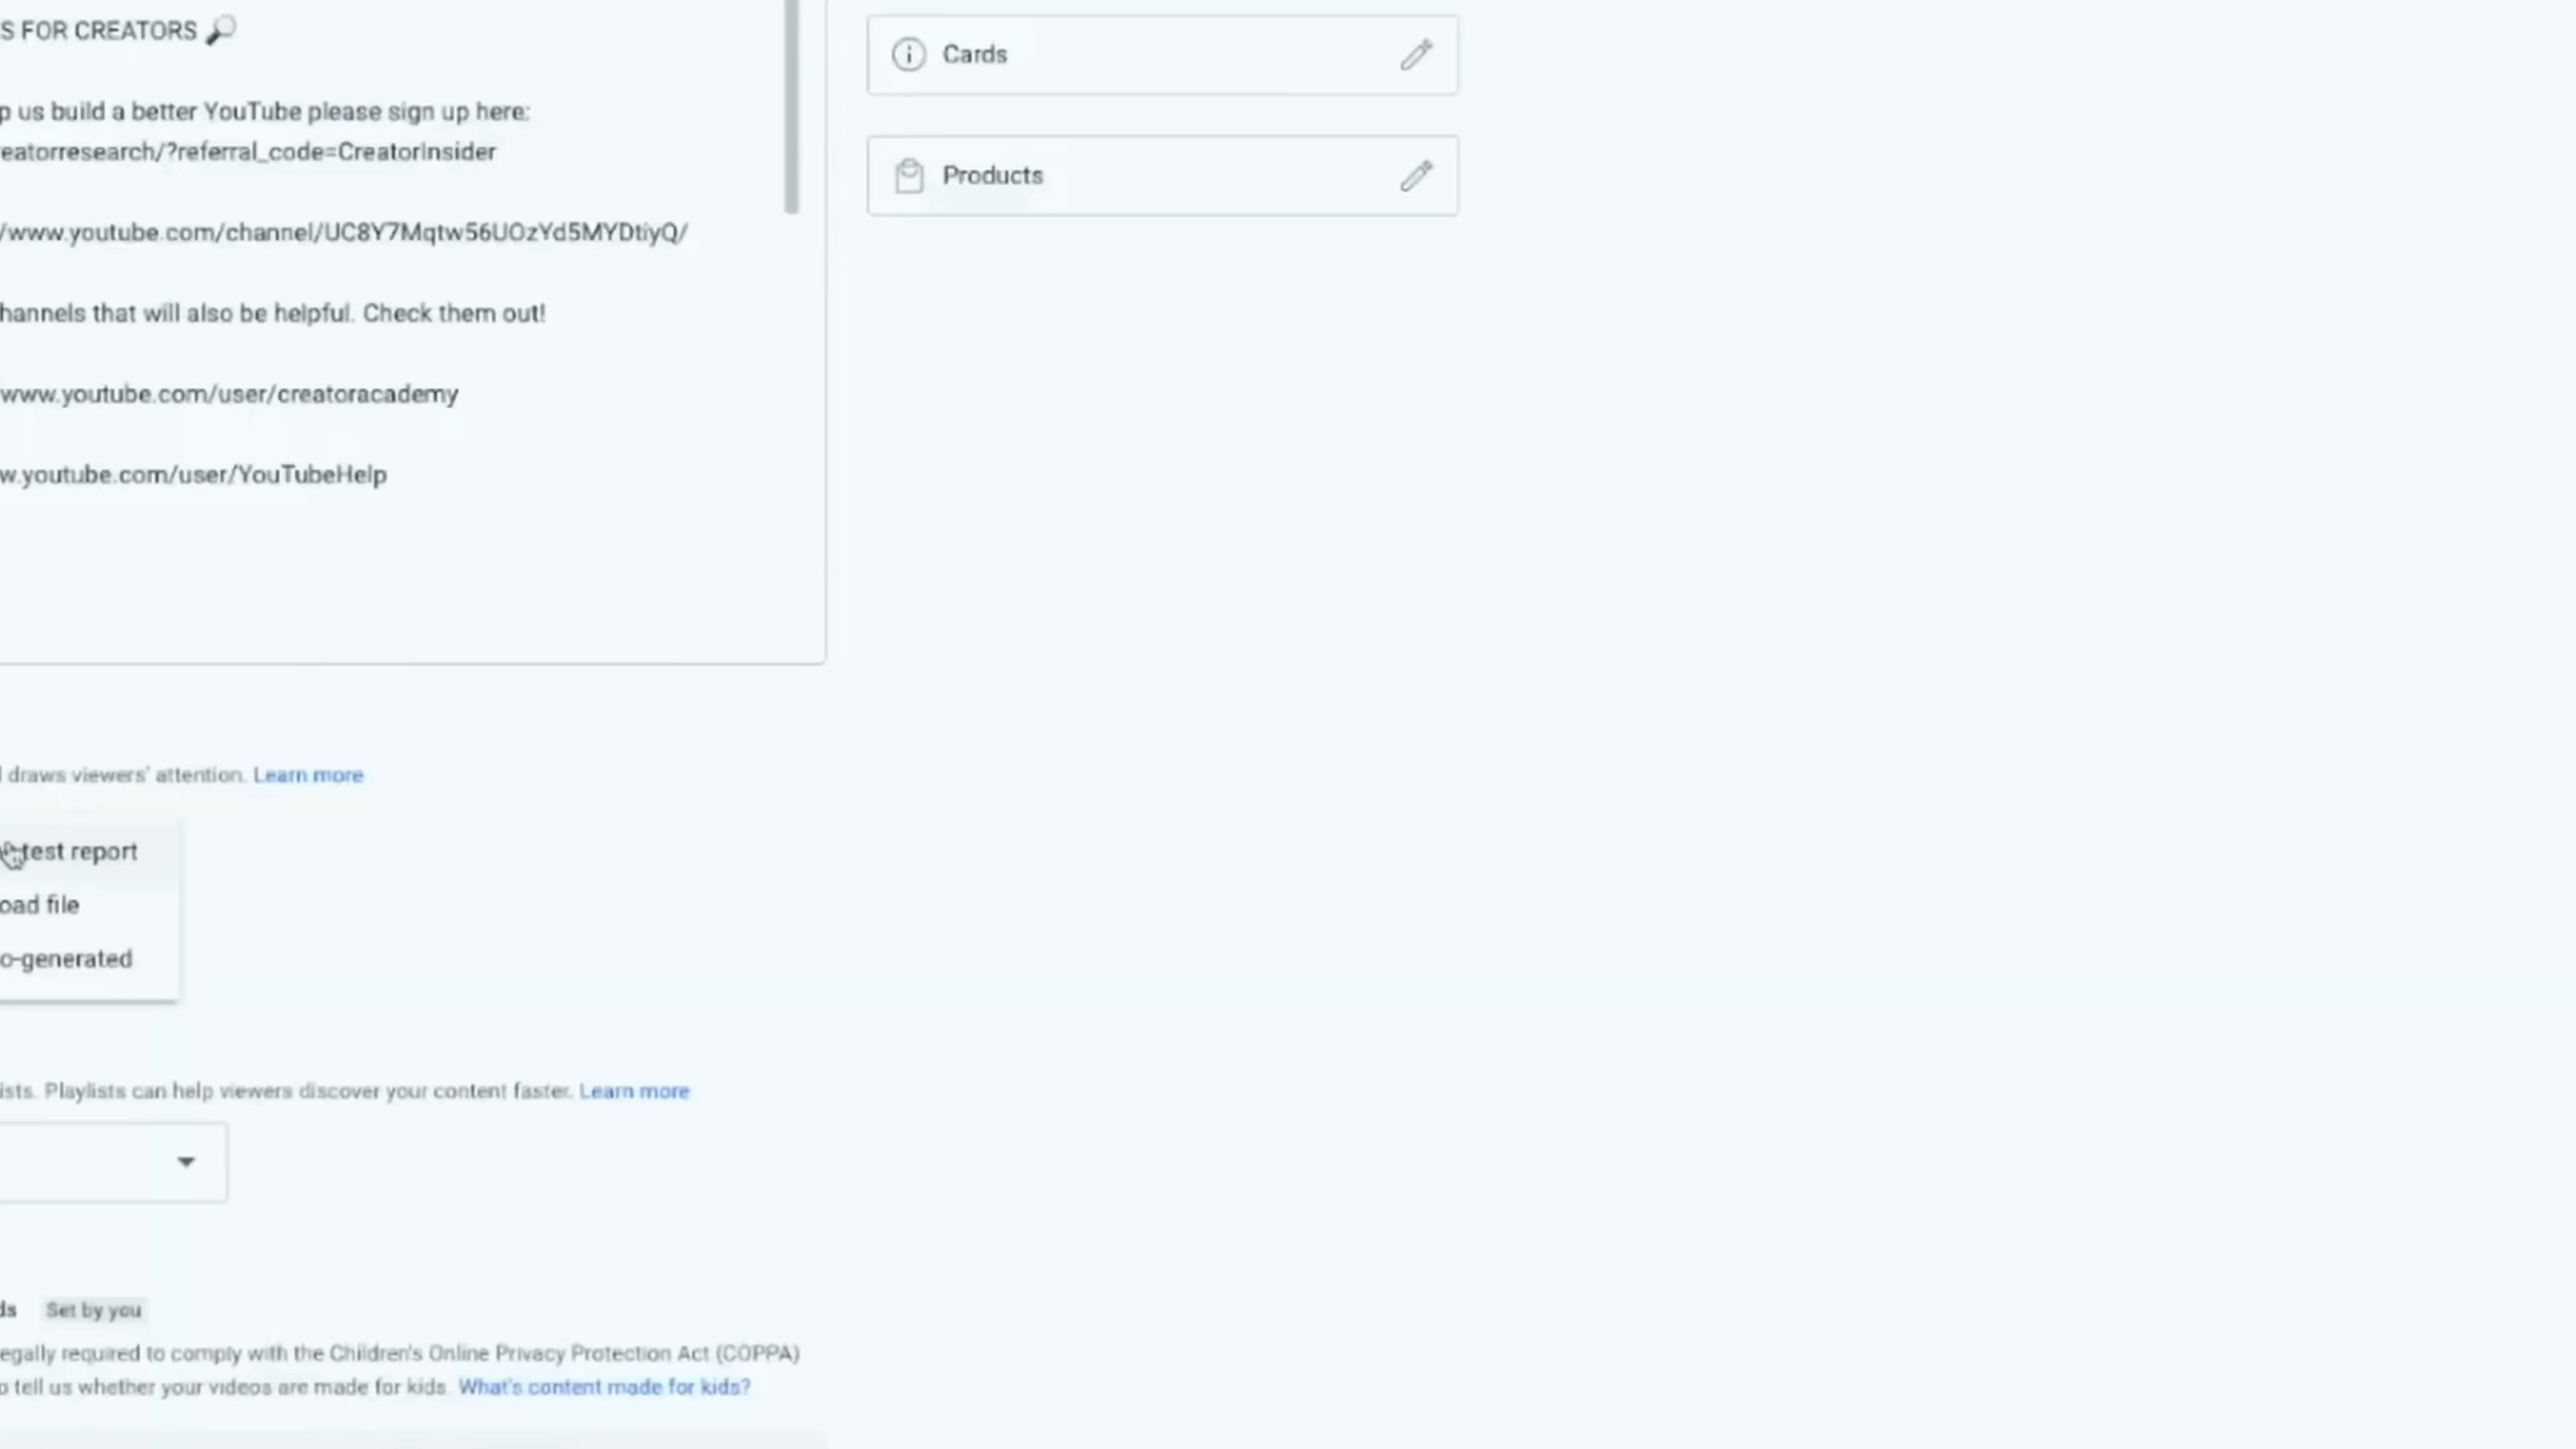 S FOR CREATORS
p us build a better YouTube please sign up here:
eatorresearch/?referral_code=CreatorInsider
/www.youtube.com/channel/UC8Y7Mqtw56UOzYd5MYDtiyQ/
hannels that will also be helpful. Check them out!
www.youtube.com/user/creatoracademy
w.youtube.com/user/YouTubeHelp
Cards
Products
draws viewers' attention. Learn more
test report
oad file
o-generated
ists. Playlists can help viewers discover your content faster. Learn more
ds Set by you
egally required to comply with the Children's Online Privacy Protection Act (COPPA)
o tell us whether your videos are made for kids. What's content made for kids?